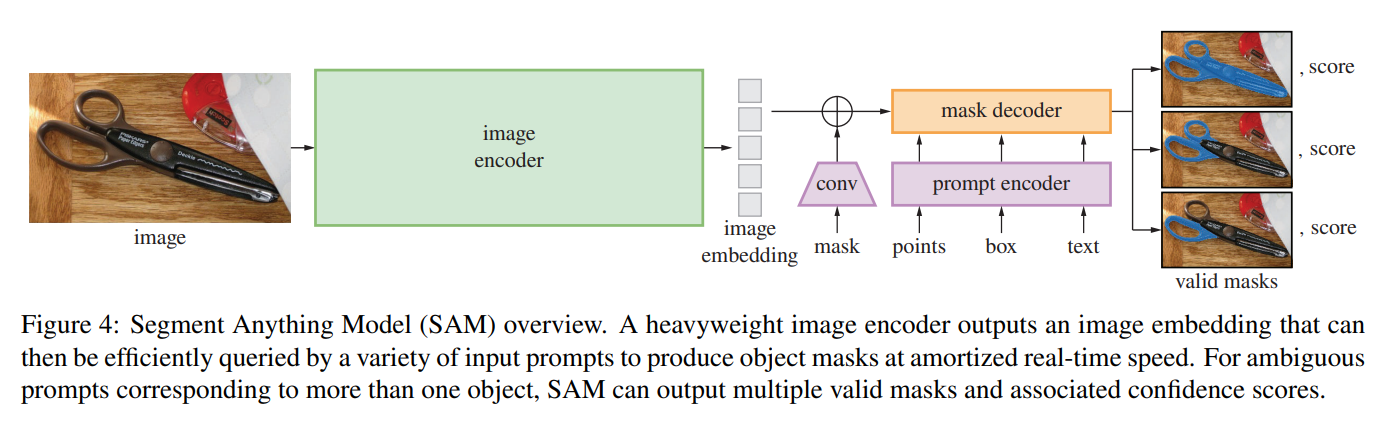 image
image
encoder
image
embedding
mask
conv
points
box
text
prompt encoder
mask decoder
, score
, score
, score
valid masks
Figure 4: Segment Anything Model (SAM) overview. A heavyweight image encoder outputs an image embedding that can
then be efficiently queried by a variety of input prompts to produce object masks at amortized real-time speed. For ambiguous
prompts corresponding to more than one object, SAM can output multiple valid masks and associated confidence scores.